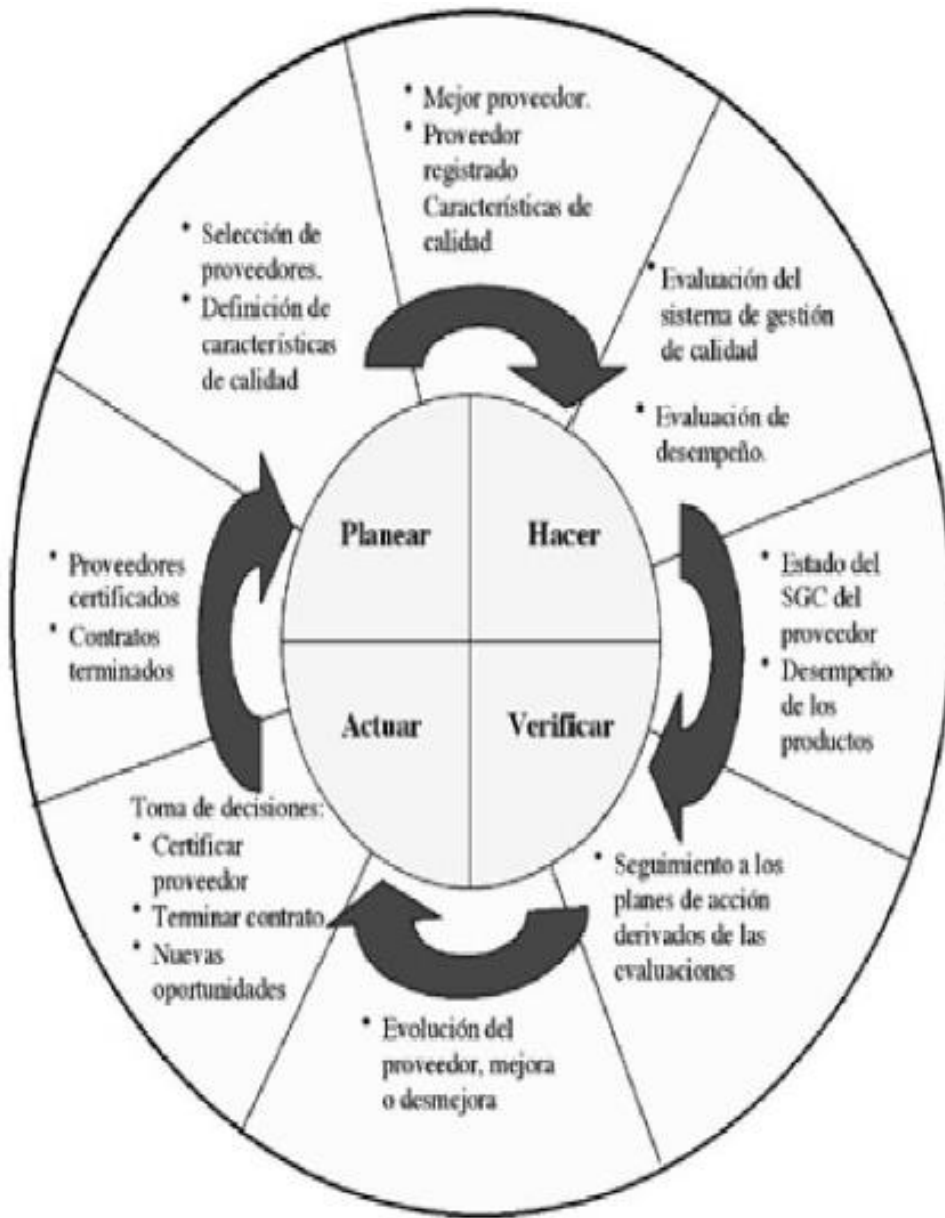 • Mejor proveedor.
• Proveedor
registrado
Características de
calidad
• Selección de
proveedores.
• Definición de
características
de calidad
• Evaluación del
sistema de gestión
de calidad
• Evaluación de
desempeño.
Planear
Hacer
• Proveedores
certificados
• Contratos
terminados
• Estado del
SGC del
proveedor
• Desempeño
de los
productos
Actuar
Verificar
Toma de decisiones:
• Certificar
proveedor
• Terminar contrato
• Nuevas
oportunidades
• Seguimiento a los
planes de acción
derivados de las
evaluaciones
• Evolución del
proveedor, mejora
o desmejora